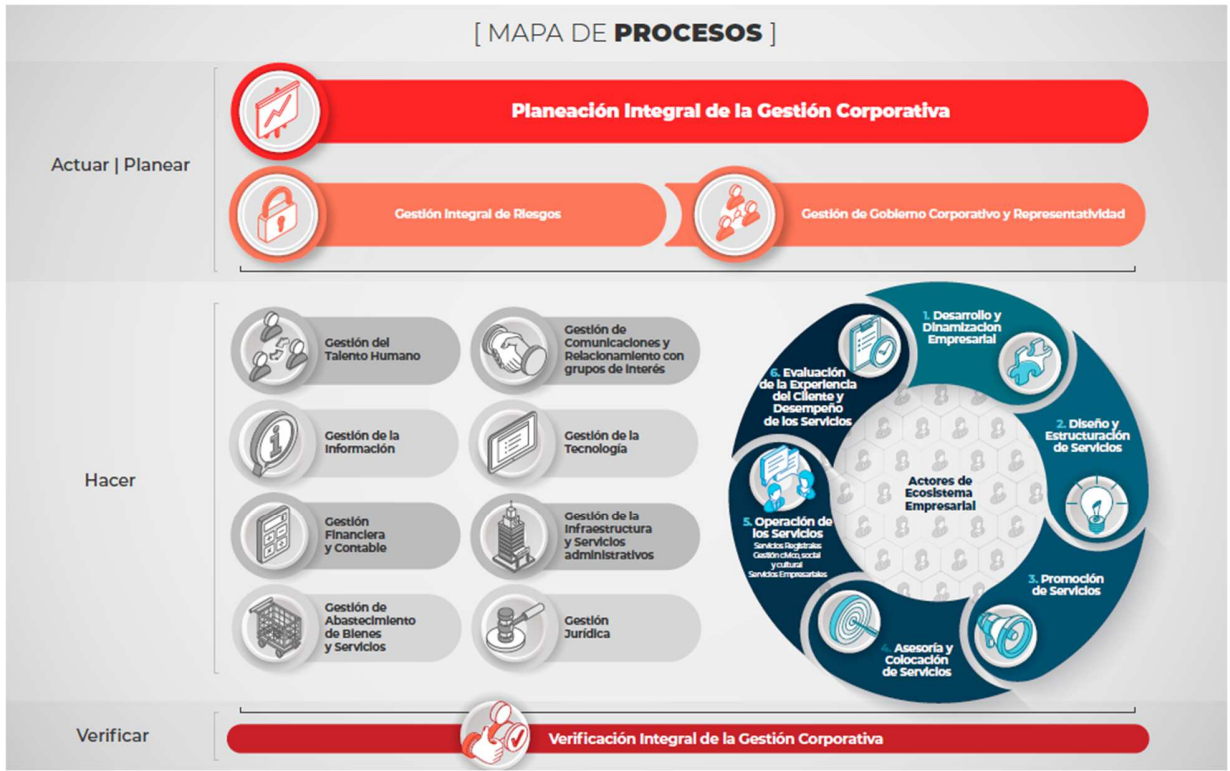 [ MAPA DE PROCESOS ]
Actuar | Planear
Planeación Integral de la Gestión Corporativa
Gestión Integral de Riesgos
Gestión de Gobierno Corporativo y Representatividad
Hacer
Gestión del
Talento Humano
Gestión de
Comunicaciones y
Relacionamiento con
grupos de Interés
Gestión de la
Información
Gestión de la
Tecnología
Gestión
Financiera
y Contable
Gestión de la
Infraestructura
y Servicios
administrativos
Gestión de
Abastecimiento
de Bienes
y Servicios
Gestión
Jurídica
1. Desarrollo y
Dinamizacion
Empresarial
2. Diseño y
Estructuración
de Servicios
3. Promoción
de Servicios
4. Asesoría y
Colocación
de Servicios
5. Operación de
los Servicios
Servicios Registrales
Gestión cívico, social
y cultural
Servicios Empresariales
6. Evaluación
de la Experiencia
del Cliente y
Desempeño
de los Servicios
Actores de
Ecosistema
Empresarial
Verificar
Verificación Integral de la Gestión Corporativa